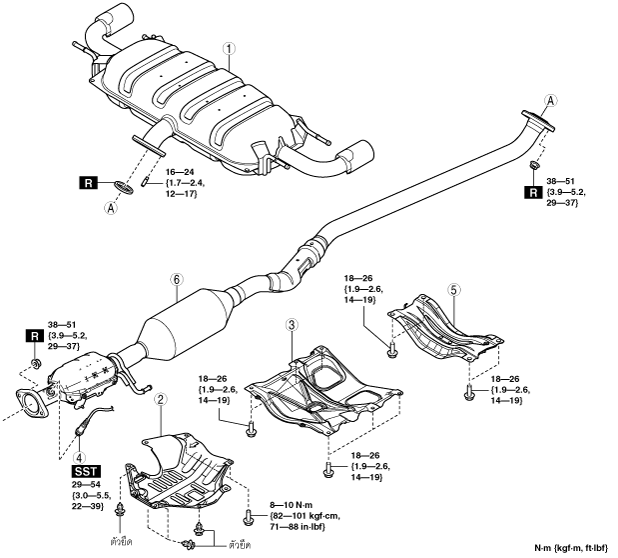 1
A
R
16—24
{1.7—2.4,
12—17}
A
38—51
R
{3.9—5.2,
29—37}
6
18—26
{1.9—2.6,
14—19}
5
38—51
R
{3.9—5.2,
29—37}
3
18—26
{1.9—2.6,
14—19}
18—26
{1.9—2.6,
14—19}
2
4
SST
29—54
{3.0—5.5,
22—39}
18—26
{1.9—2.6,
14—19}
8—10 N·m
{82—101 kgf·cm,
71—88 in·lbf}
ตัวยึด
ตัวยึด
N·m {kgf·m, ft·lbf}